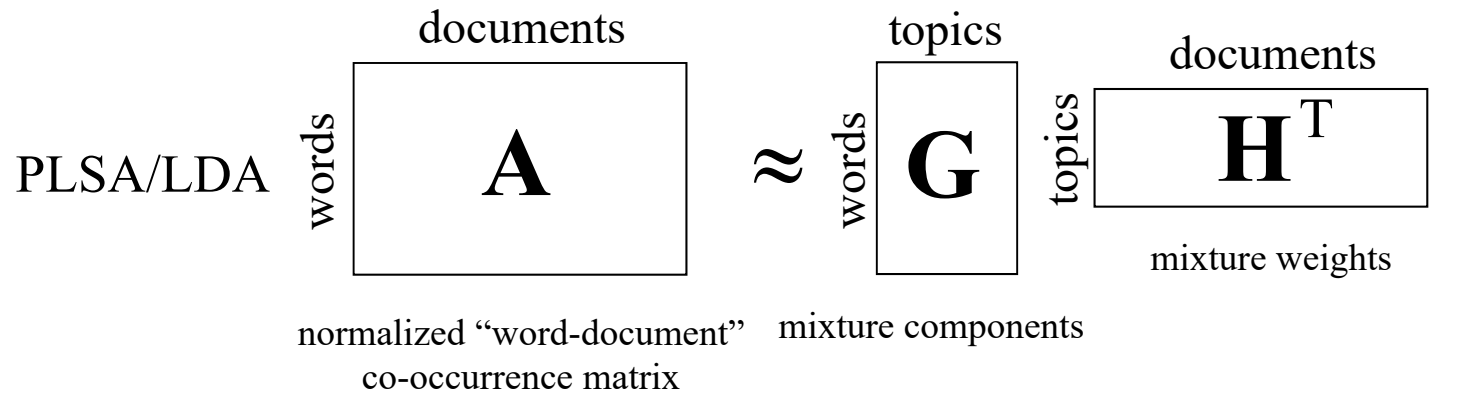 documents
topics
documents
PLSA/LDA
words
A
≈
words
G
topics
H^T
mixture weights
normalized “word-document”
co-occurrence matrix
mixture components